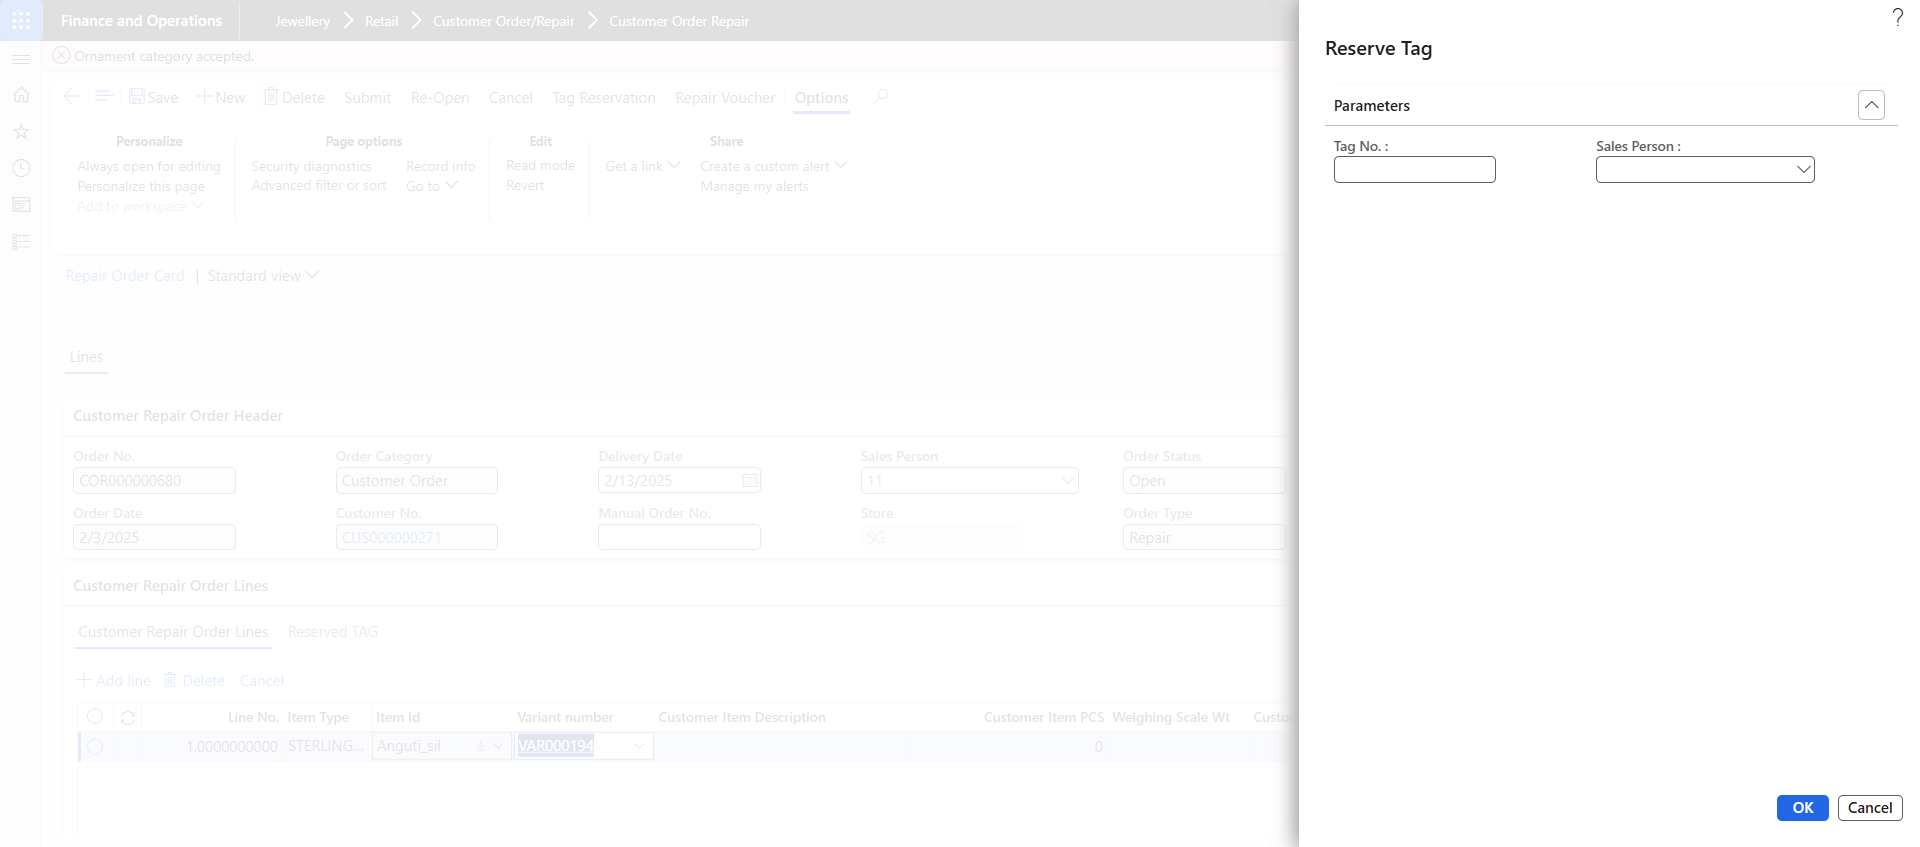 Finance and Operations
Jewellery Retail Customer Order/Repair Customer Order Repair
?
Ornament category accepted.
Save New Delete Submit Re-Open Cancel Tag Reservation Repair Voucher Options
Personalize
Always open for editing
Personalize this page
Add to workspace
Page options
Security diagnostics
Advanced filter or sort
Record info
Go to
Edit
Read mode
Revert
Share
Get a link
Create a custom alert
Manage my alerts
Repair Order Card | Standard view
Lines
Customer Repair Order Header
Order No. Order Category Delivery Date Sales Person Order Status
COR000000680 Customer Order 2/13/2025 11 Open
Order Date Customer No. Manual Order No. Store Order Type
2/3/2025 CUS000000271 SG Repair
Customer Repair Order Lines
Customer Repair Order Lines Reserved TAG
Add line Delete Cancel
Line No. Item Type Item Id Variant number Customer Item Description Customer Item PCS Weighing Scale Wt Custo
1.0000000000 STERLING... Anguti_sil VAR000194 0
Reserve Tag
Parameters
Tag No. : Sales Person :
OK Cancel